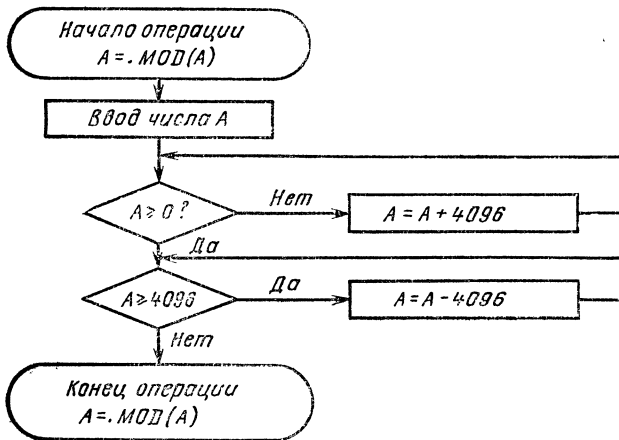 Начало операции
A=.MOD(A)
Ввод числа A
A≥0?
Нет
A=A+4096
Да
A≥4096
Да
A=A-4096
Нет
Конец операции
A=.MOD(A)